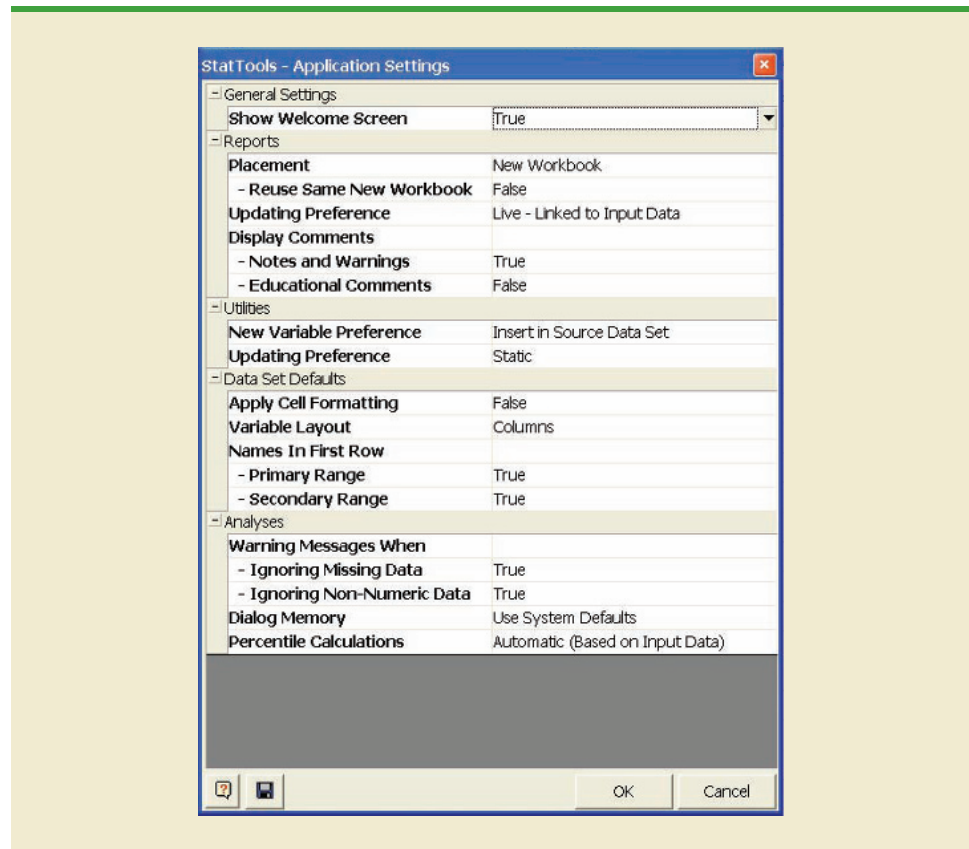 StatTools - Application Settings
General Settings
Show Welcome Screen True
Reports
Placement New Workbook
- Reuse Same New Workbook False
Updating Preference Live - Linked to Input Data
Display Comments
- Notes and Warnings True
- Educational Comments False
Utilities
New Variable Preference Insert in Source Data Set
Updating Preference Static
Data Set Defaults
Apply Cell Formatting False
Variable Layout Columns
Names In First Row
- Primary Range True
- Secondary Range True
Analyses
Warning Messages When
- Ignoring Missing Data True
- Ignoring Non-Numeric Data True
Dialog Memory Use System Defaults
Percentile Calculations Automatic (Based on Input Data)
OK Cancel